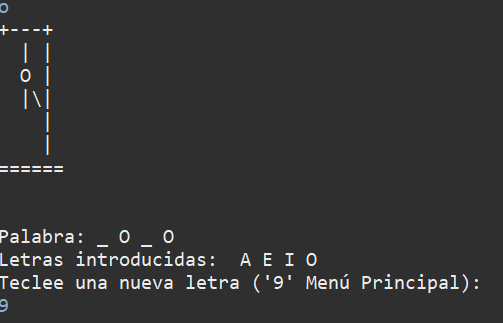 o
+---+
  | |
  O |
  |\|
    |
    |
======
Palabra: _ O _ O
Letras introducidas:  A E I O
Teclee una nueva letra ('9' Menú Principal):
9